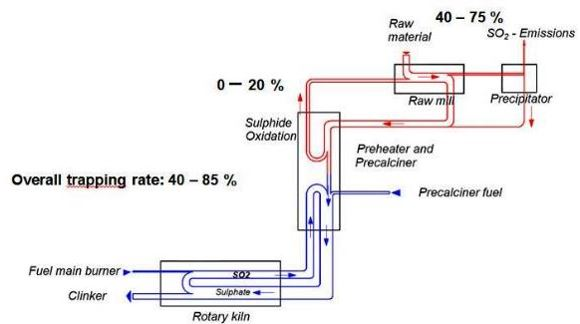 40 – 75 %
Raw
material
SO2 - Emissions
0 – 20 %
Raw mill
Precipitator
Sulphide
Oxidation
Preheater and
Precalciner
Overall trapping rate: 40 – 85 %
Precalciner fuel
Fuel main burner
SO2
Clinker
Sulphate
Rotary kiln